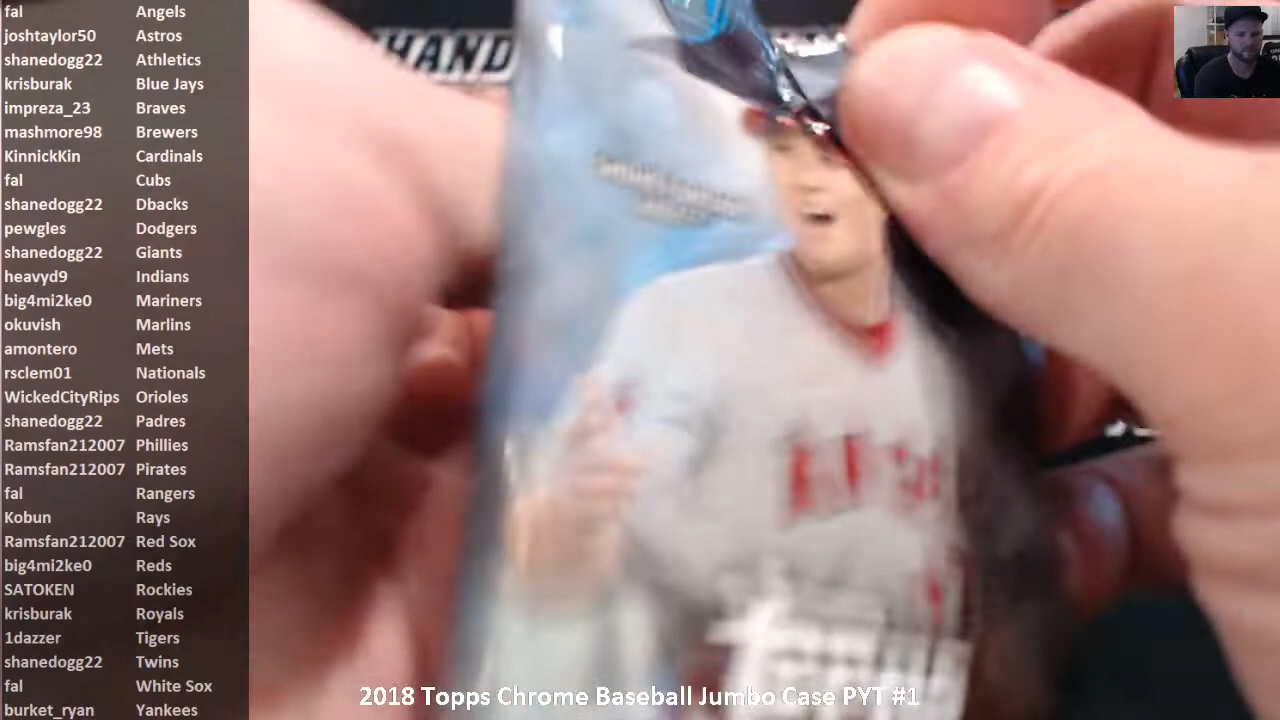 fal Angels
joshtaylor50 Astros
shanedogg22 Athletics
krisburak Blue Jays
impreza_23 Braves
mashmore98 Brewers
KinnickKin Cardinals
fal Cubs
shanedogg22 Dbacks
pewgles Dodgers
shanedogg22 Giants
heavyd9 Indians
big4mi2ke0 Mariners
okuvish Marlins
amontero Mets
rsclem01 Nationals
WickedCityRips Orioles
shanedogg22 Padres
Ramsfan212007 Phillies
Ramsfan212007 Pirates
fal Rangers
Kobun Rays
Ramsfan212007 Red Sox
big4mi2ke0 Reds
SATOKEN Rockies
krisburak Royals
1dazzer Tigers
shanedogg22 Twins
fal White Sox
burket_ryan Yankees
HAND
2018 Topps Chrome Baseball Jumbo Case PYT #1